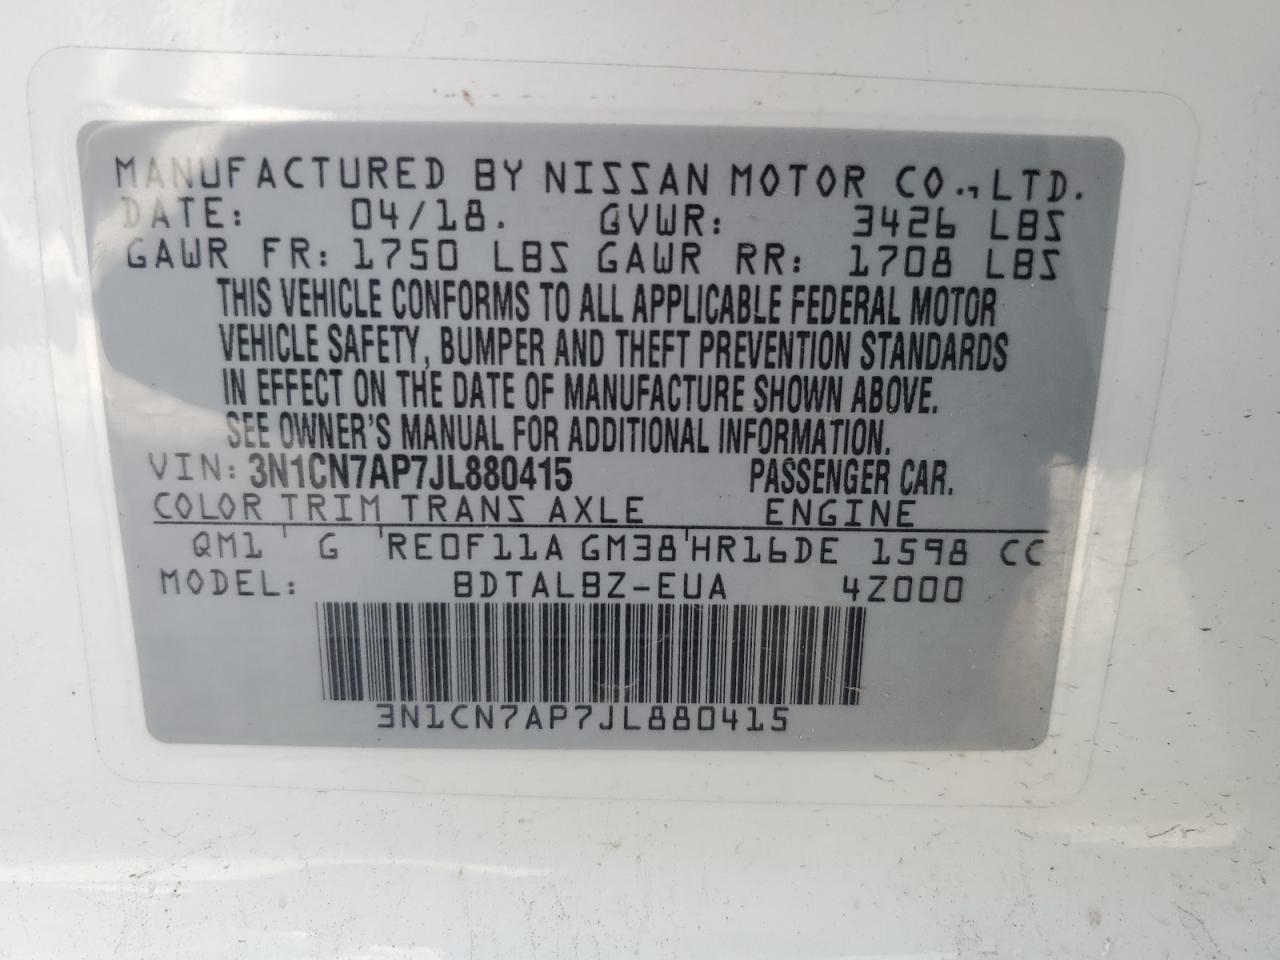 MANUFACTURED BY NISSAN MOTOR CO., LTD.
DATE: 04/18. GVWR: 3426 LBS
GAWR FR: 1750 LBS GAWR RR: 1708 LBS
THIS VEHICLE CONFORMS TO ALL APPLICABLE FEDERAL MOTOR
VEHICLE SAFETY, BUMPER AND THEFT PREVENTION STANDARDS
IN EFFECT ON THE DATE OF MANUFACTURE SHOWN ABOVE.
SEE OWNER'S MANUAL FOR ADDITIONAL INFORMATION.
VIN: 3N1CN7AP7JL880415 PASSENGER CAR.
COLOR TRIM TRANS AXLE ENGINE
QM1 G RE0F11A GM38 HR16DE 1598 CC
MODEL: BDTALBZ-EUA 4Z000
3N1CN7AP7JL880415